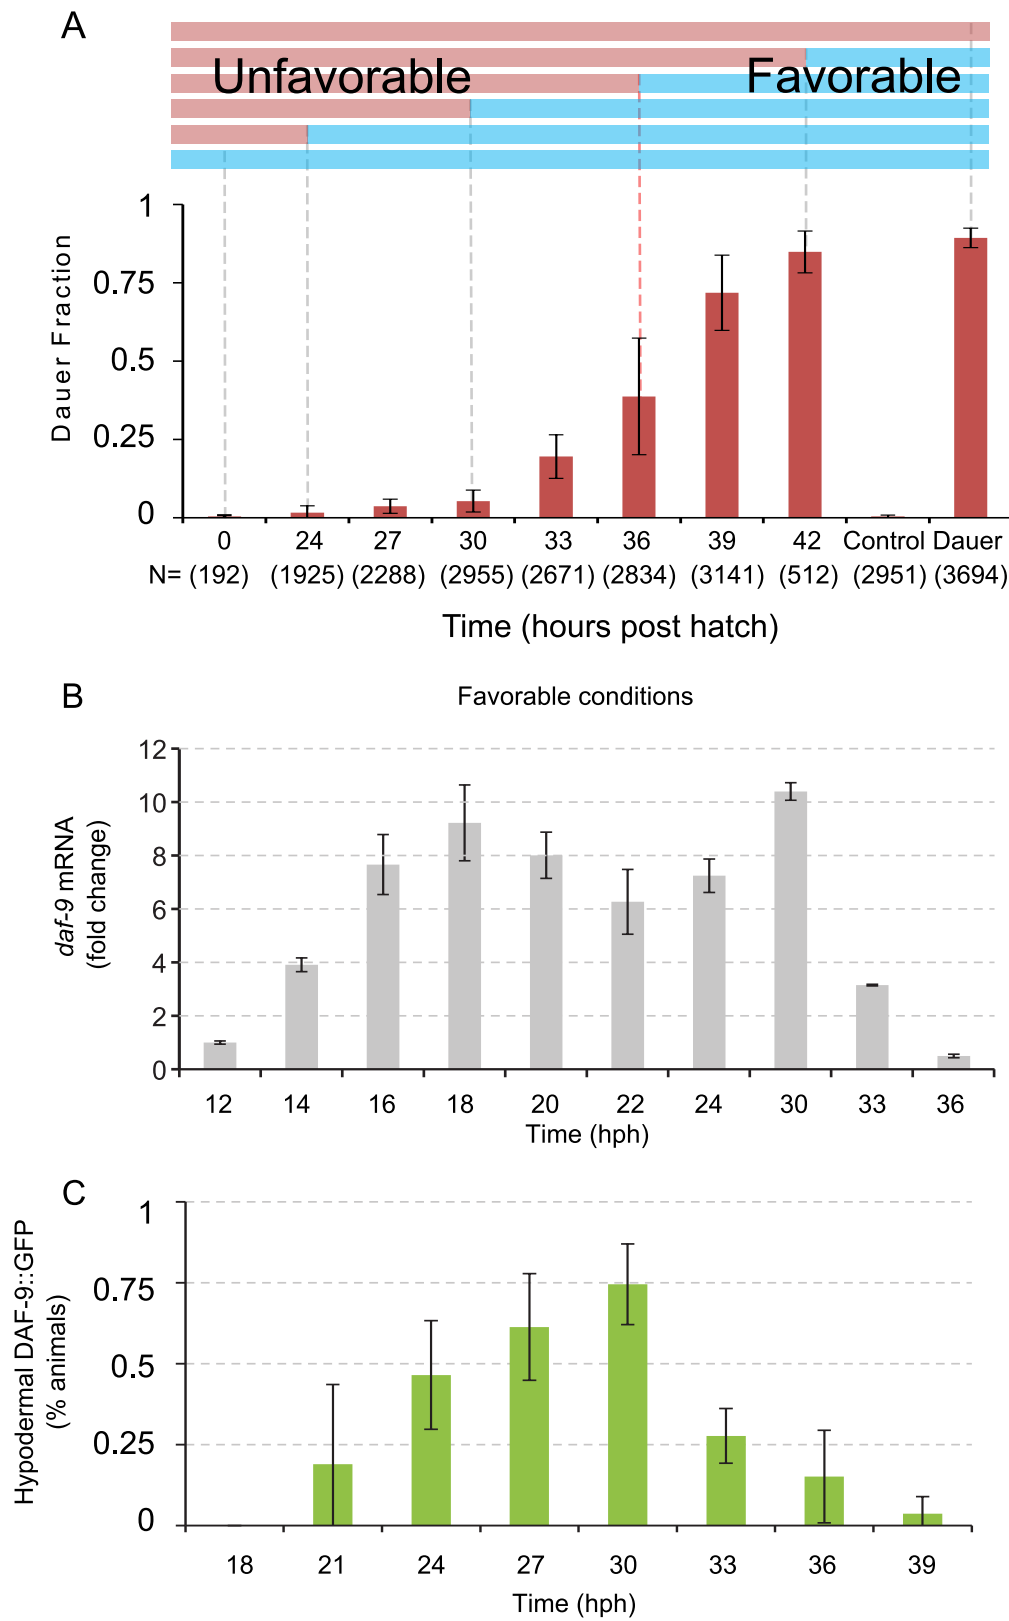 A
Unfavorable Favorable
1
0.75
0.5
0.25
0
Dauer Fraction
0 24 27 30 33 36 39 42 Control Dauer
N= (192) (1925) (2288) (2955) (2671) (2834) (3141) (512) (2951) (3694)
Time (hours post hatch)
B
Favorable conditions
12
10
8
6
4
2
0
daf-9 mRNA
(fold change)
12 14 16 18 20 22 24 30 33 36
Time (hph)
C
1
0.75
0.5
0.25
0
Hypodermal DAF-9::GFP
(% animals)
18 21 24 27 30 33 36 39
Time (hph)